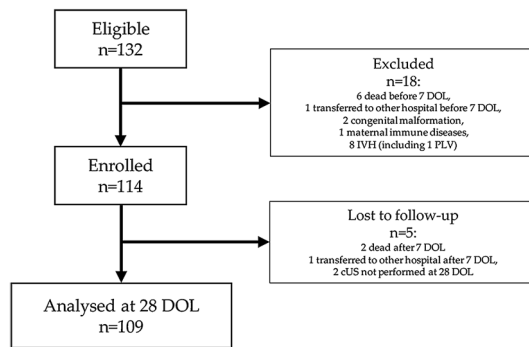 Eligible
n=132
Excluded
n=18:
6 dead before 7 DOL,
1 transferred to other hospital before 7 DOL,
2 congenital malformation,
1 maternal immune diseases,
8 IVH (including 1 PLV)
Enrolled
n=114
Lost to follow-up
n=5:
2 dead after 7 DOL
1 transferred to other hospital after 7 DOL,
2 cUS not performed at 28 DOL
Analysed at 28 DOL
n=109